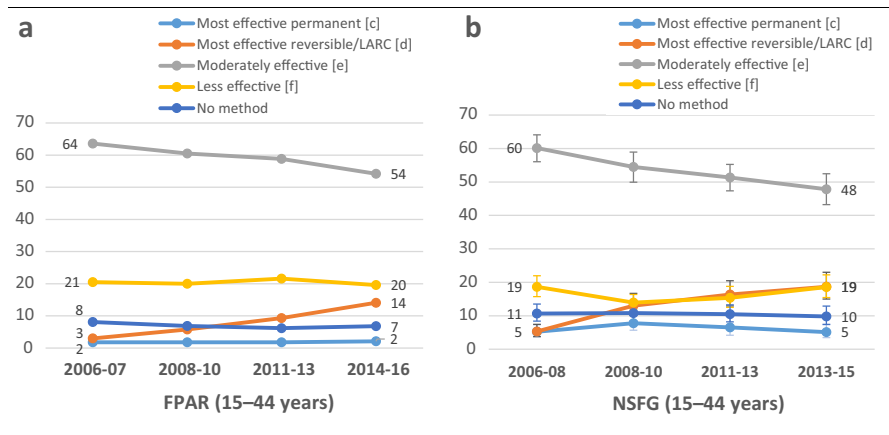 a
Most effective permanent [c]
Most effective reversible/LARC [d]
Moderately effective [e]
Less effective [f]
No method
70
60
50
40
30
20
10
0
64
54
21
20
8
14
3
7
2
2
2006-07 2008-10 2011-13 2014-16
FPAR (15–44 years)
b
Most effective permanent [c]
Most effective reversible/LARC [d]
Moderately effective [e]
Less effective [f]
No method
70
60
50
40
30
20
10
0
60
48
19
19
11
10
5
5
2006-08 2008-10 2011-13 2013-15
NSFG (15–44 years)